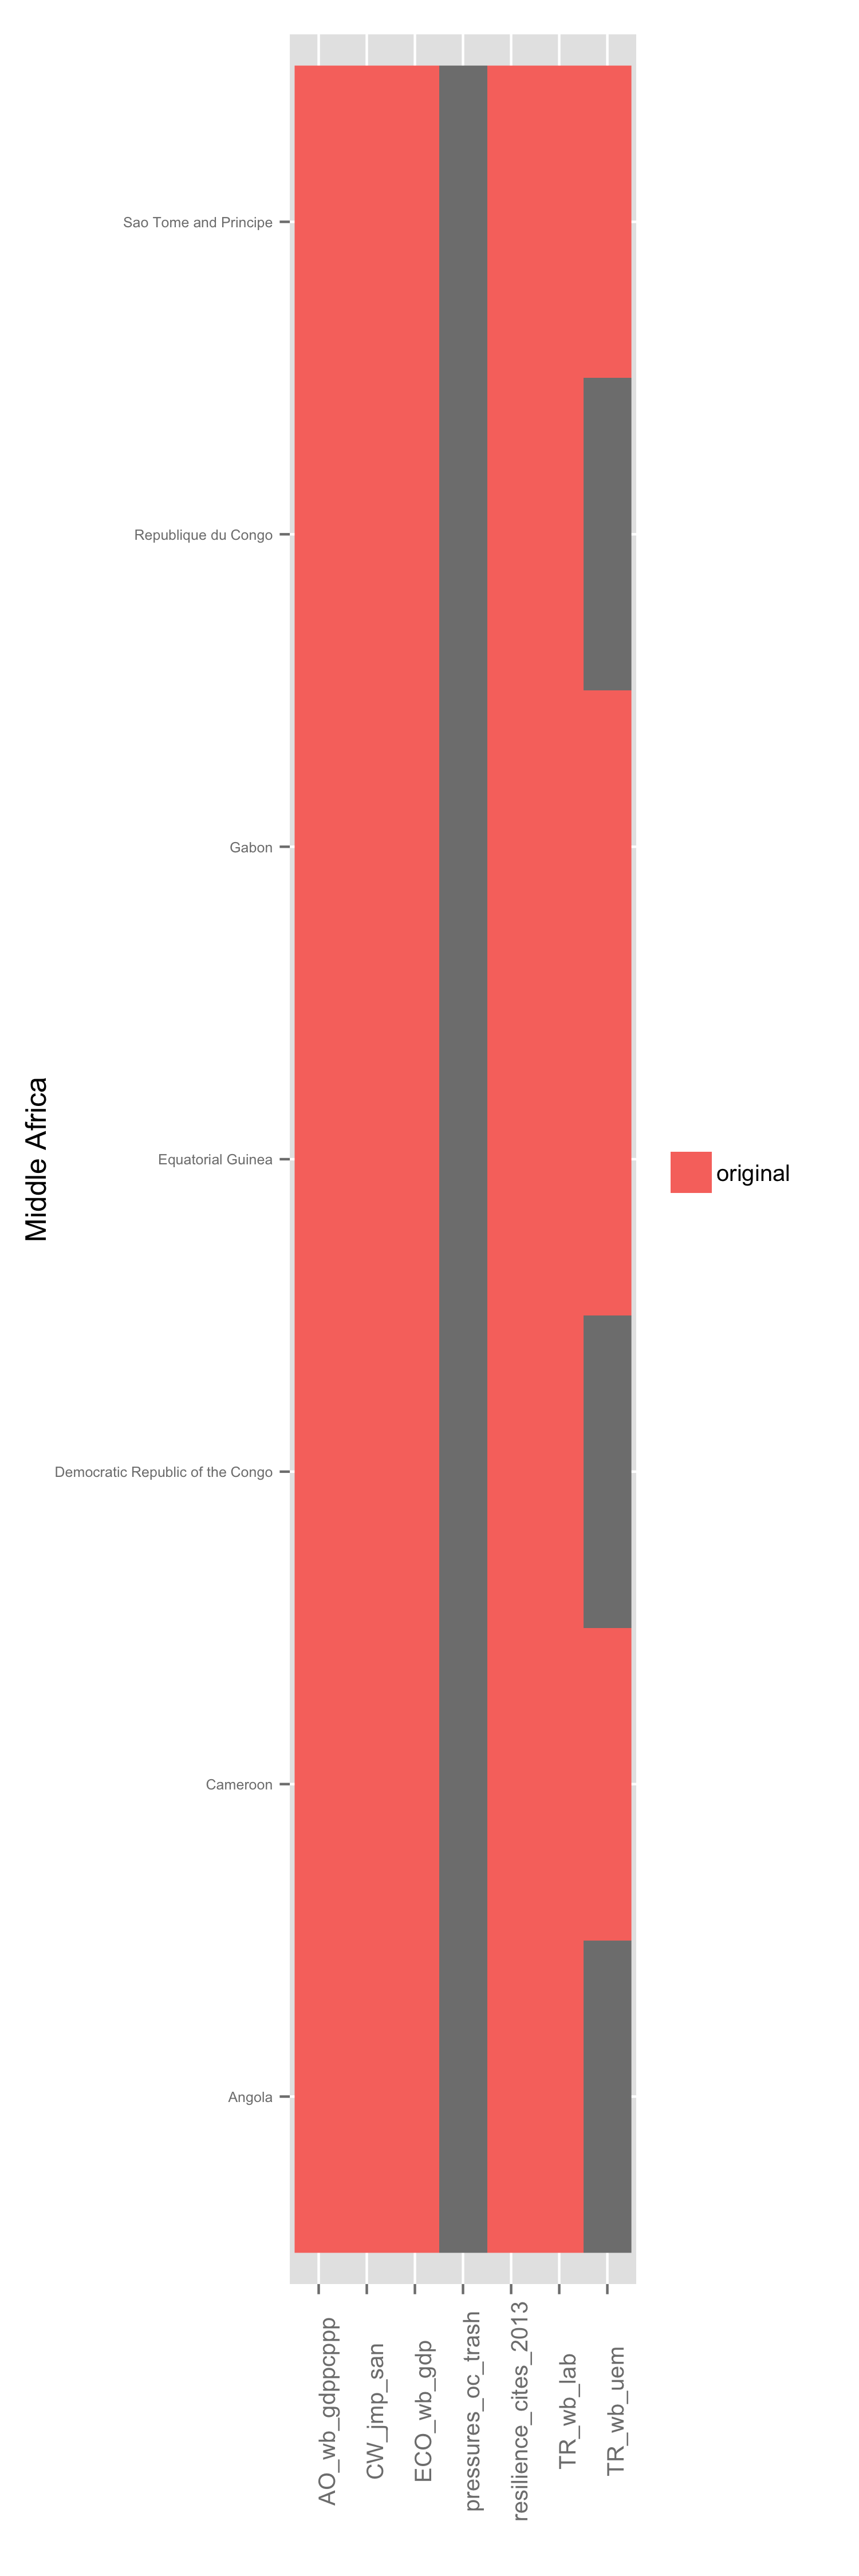 Middle Africa
Sao Tome and Principe
Republique du Congo
Gabon
Equatorial Guinea
Democratic Republic of the Congo
Cameroon
Angola
AO_wb_gdppcppp
CW_jmp_san
ECO_wb_gdp
pressures_oc_trash
resilience_cites_2013
TR_wb_lab
TR_wb_uem
original